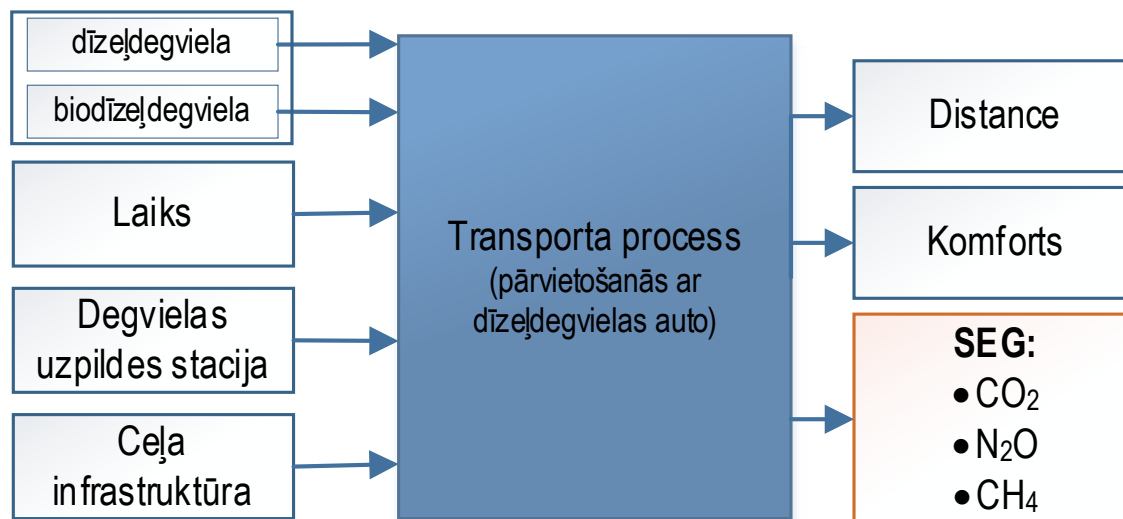 dīzeļdegviela
biodīzeļdegviela
Laiks
Degvielas
uzpildes stacija
Ceļa
infrastruktūra
Transporta process
(pārvietošanās ar
dīzeļdegvielas auto)
Distance
Komforts
SEG:
• CO₂
• N₂O
• CH₄